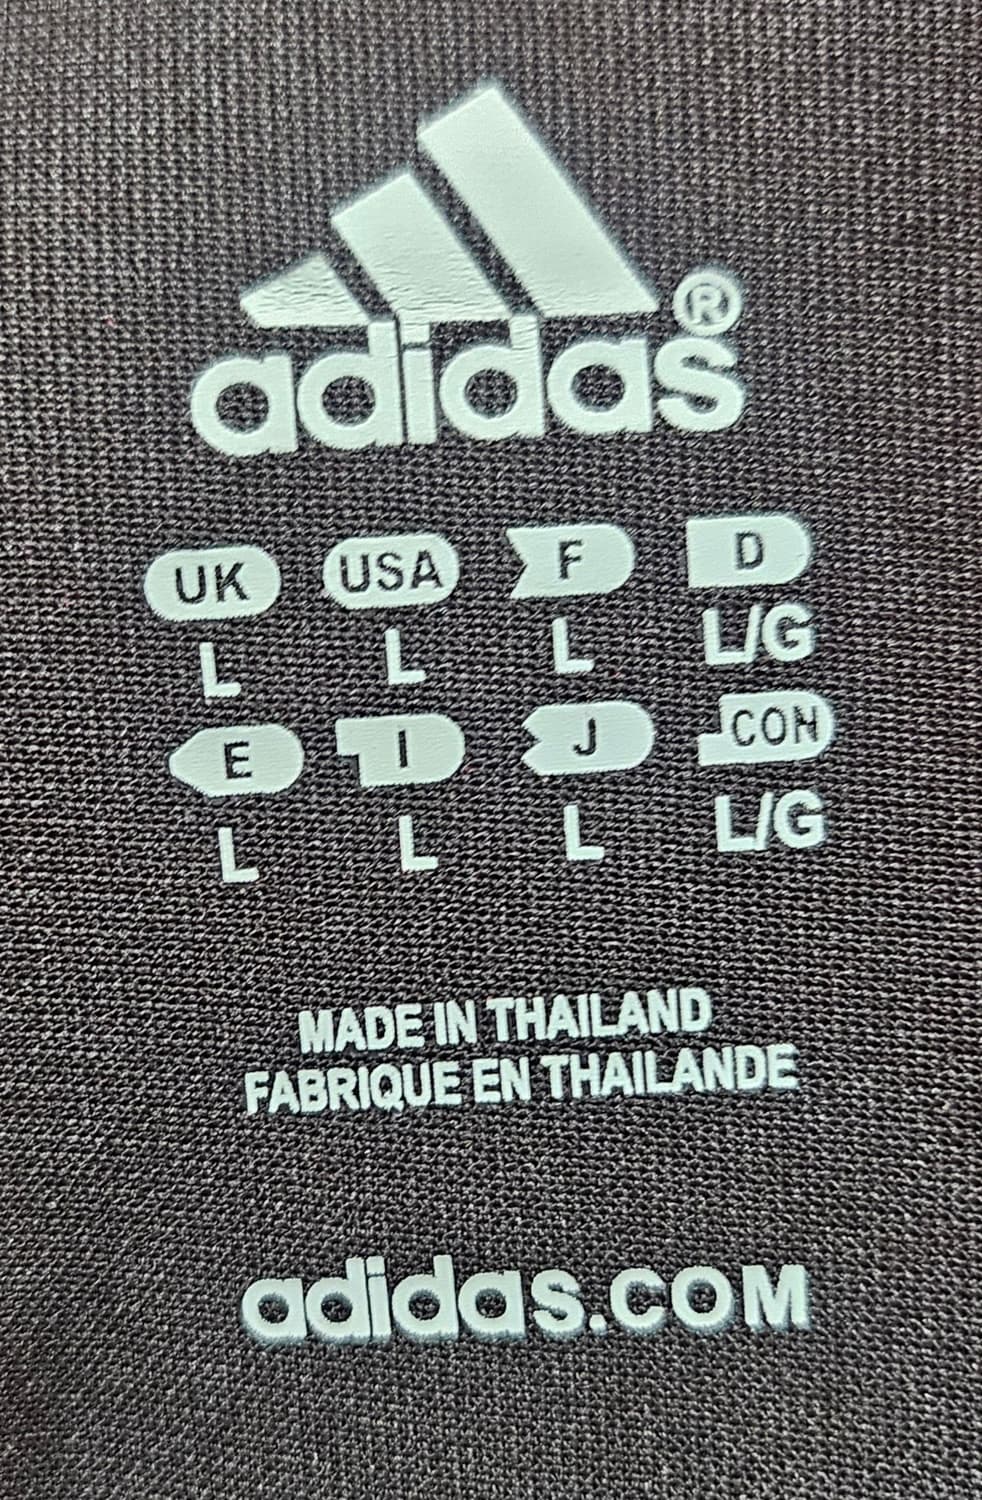 adidas®
UK USA F D
L L L L/G
E I J CON
L L L L/G
MADE IN THAILAND
FABRIQUE EN THAILANDE
adidas.COM